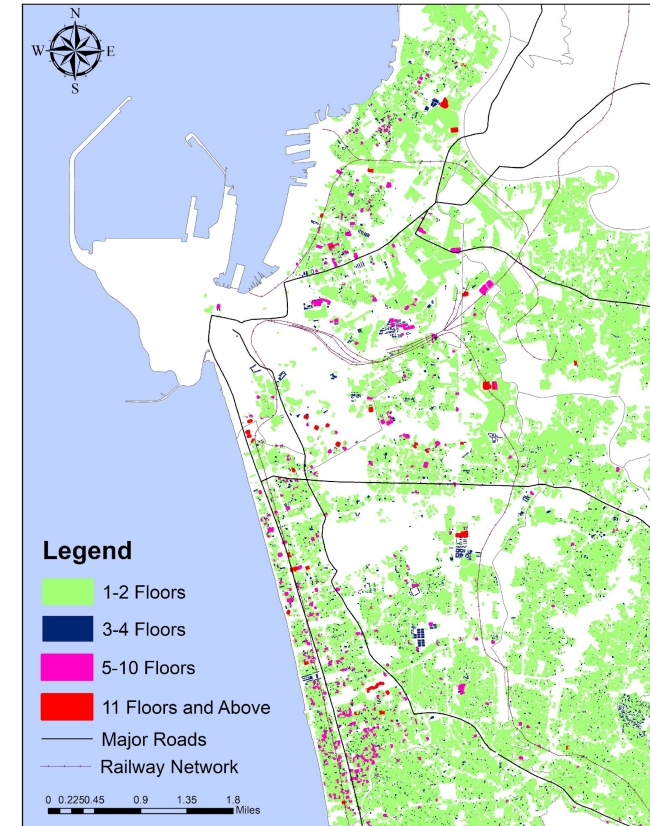 N
W E
S
Legend
1-2 Floors
3-4 Floors
5-10 Floors
11 Floors and Above
Major Roads
Railway Network
0 0.2250.45 0.9 1.35 1.8
Miles